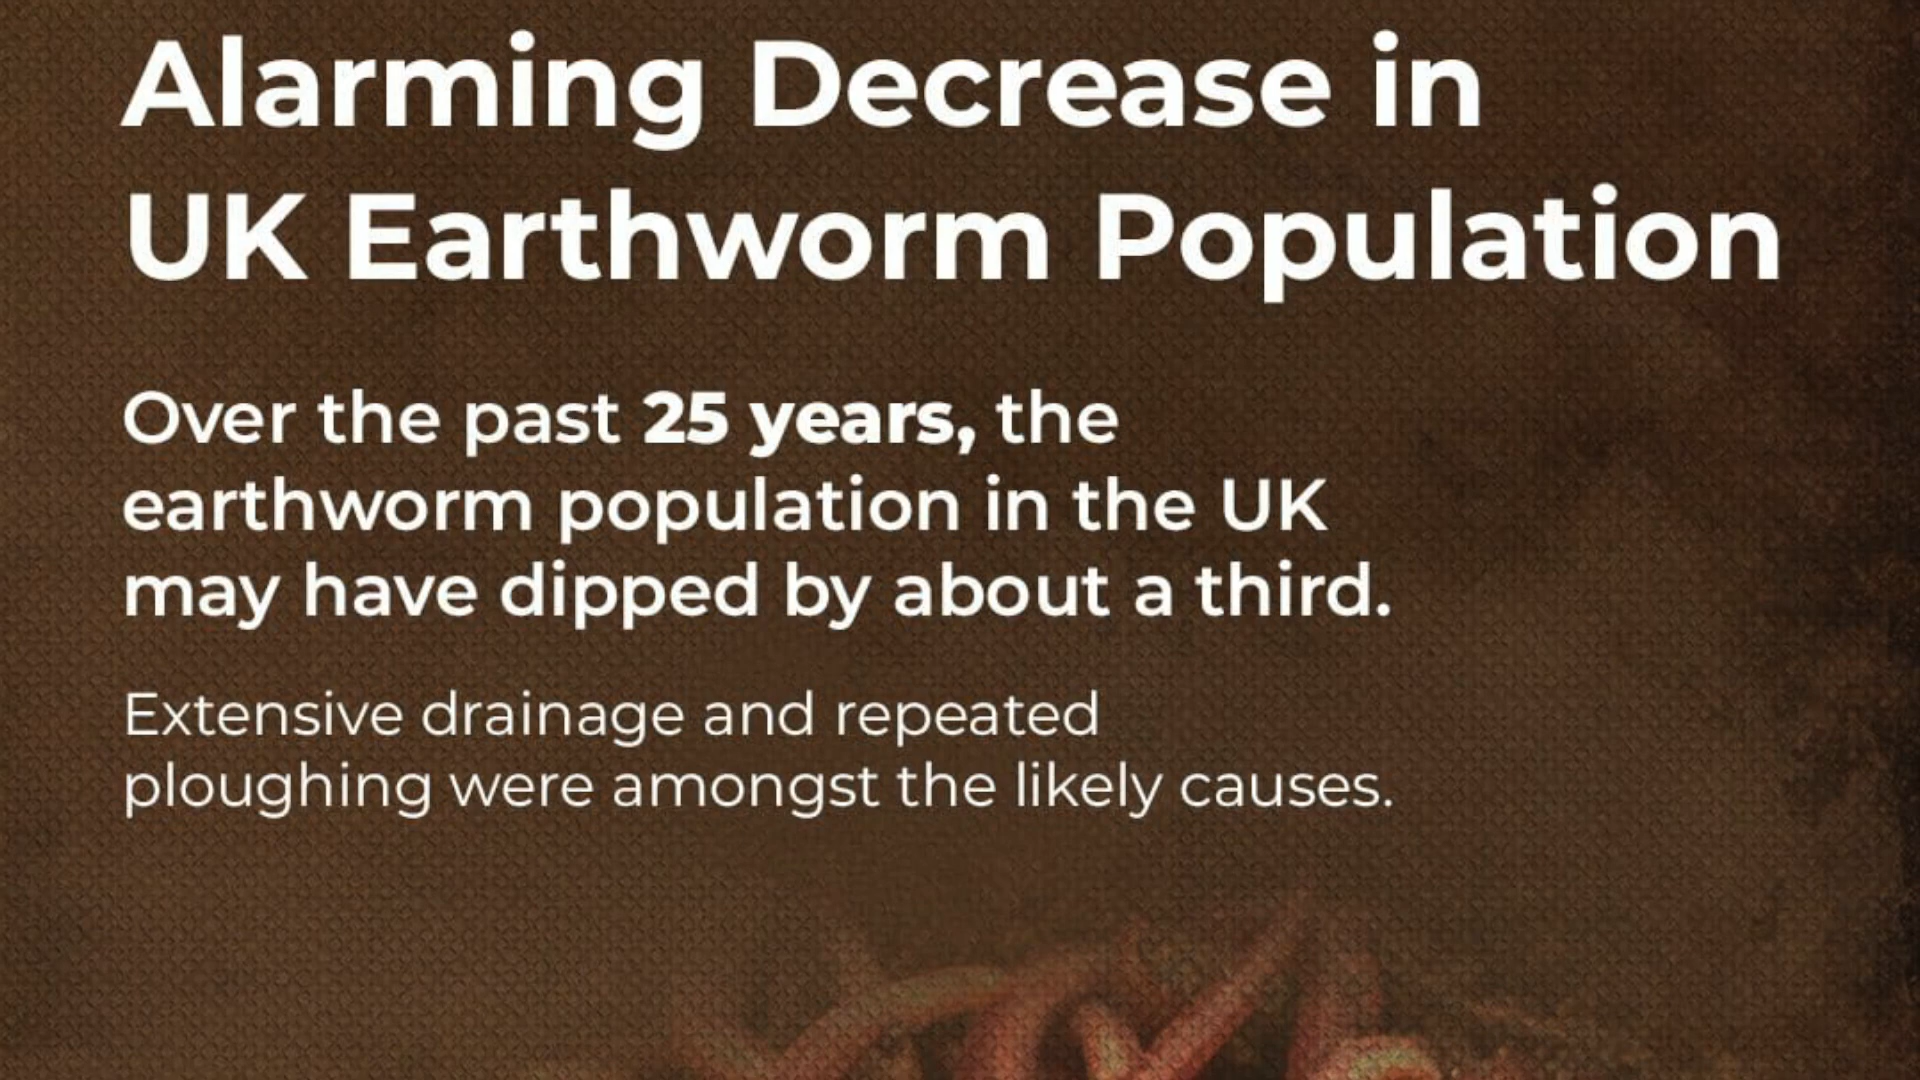 Alarming Decrease in
UK Earthworm Population
Over the past 25 years, the
earthworm population in the UK
may have dipped by about a third.
Extensive drainage and repeated
ploughing were amongst the likely causes.